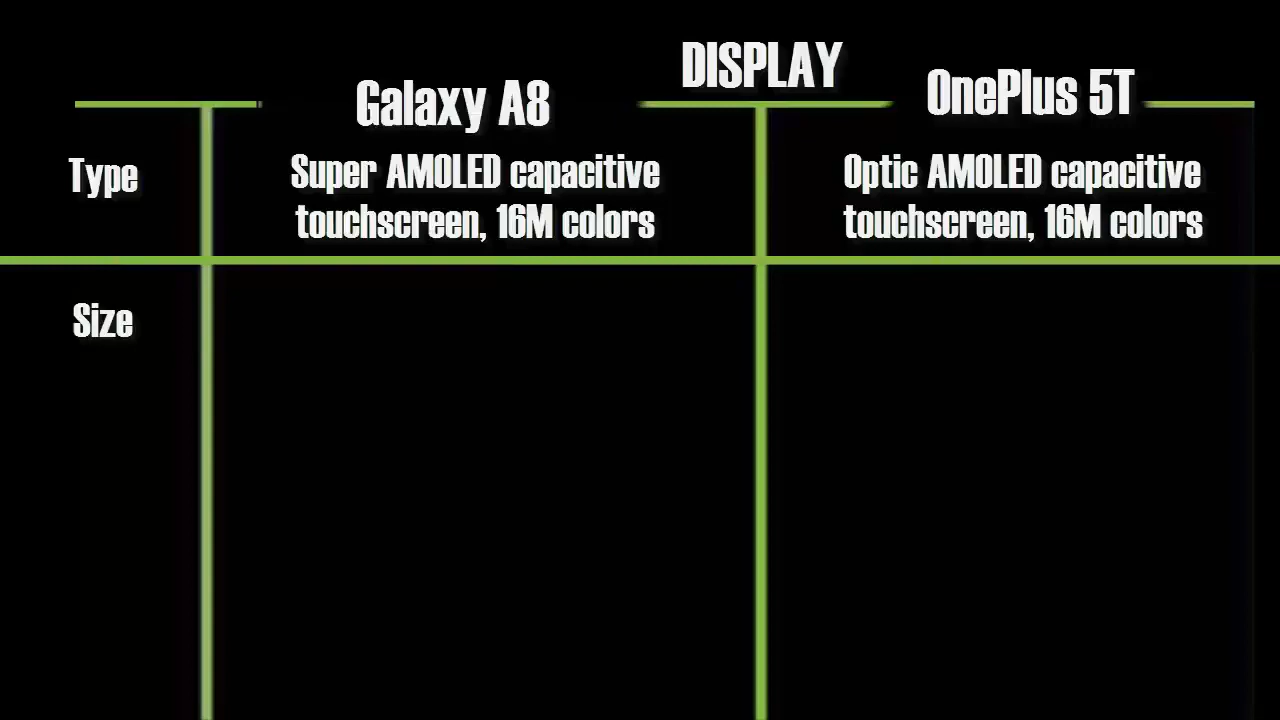 DISPLAY
Galaxy A8
OnePlus 5T
Type
Super AMOLED capacitive
touchscreen, 16M colors
Optic AMOLED capacitive
touchscreen, 16M colors
Size